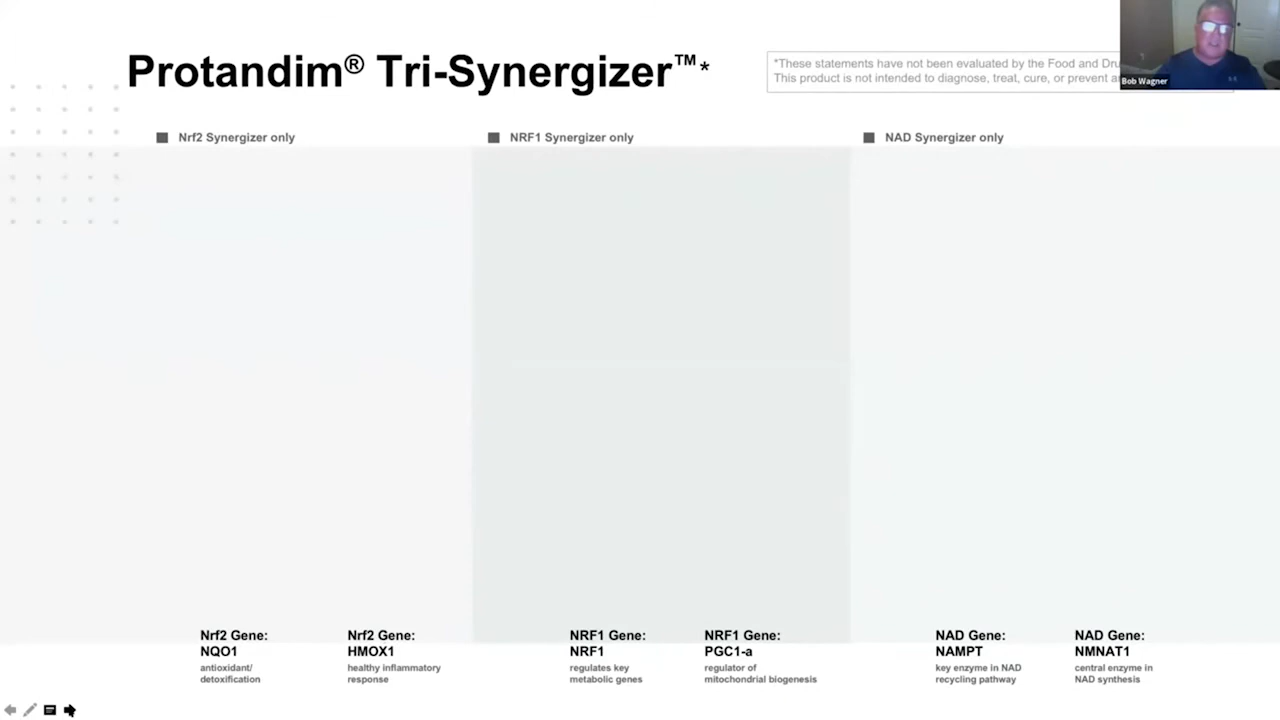 Protandim® Tri-Synergizer™*
*These statements have not been evaluated by the Food and
This product is not intended to diagnose, treat, cure, or prevent
Bob Wagner
Nrf2 Synergizer only
NRF1 Synergizer only
NAD Synergizer only
Nrf2 Gene:
NQO1
antioxidant/
detoxification
Nrf2 Gene:
HMOX1
healthy inflammatory
response
NRF1 Gene:
NRF1
regulates key
metabolic genes
NRF1 Gene:
PGC1-a
regulator of
mitochondrial biogenesis
NAD Gene:
NAMPT
key enzyme in NAD
recycling pathway
NAD Gene:
NMNAT1
central enzyme in
NAD synthesis